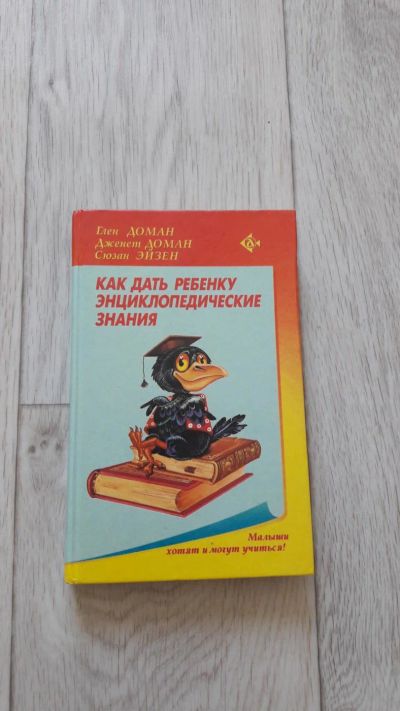 Глен ДОМАН
Дженет ДОМАН
Сюзан ЭЙЗЕН
КАК ДАТЬ РЕБЕНКУ
ЭНЦИКЛОПЕДИЧЕСКИЕ
ЗНАНИЯ
Малыши
хотят и могут учиться!